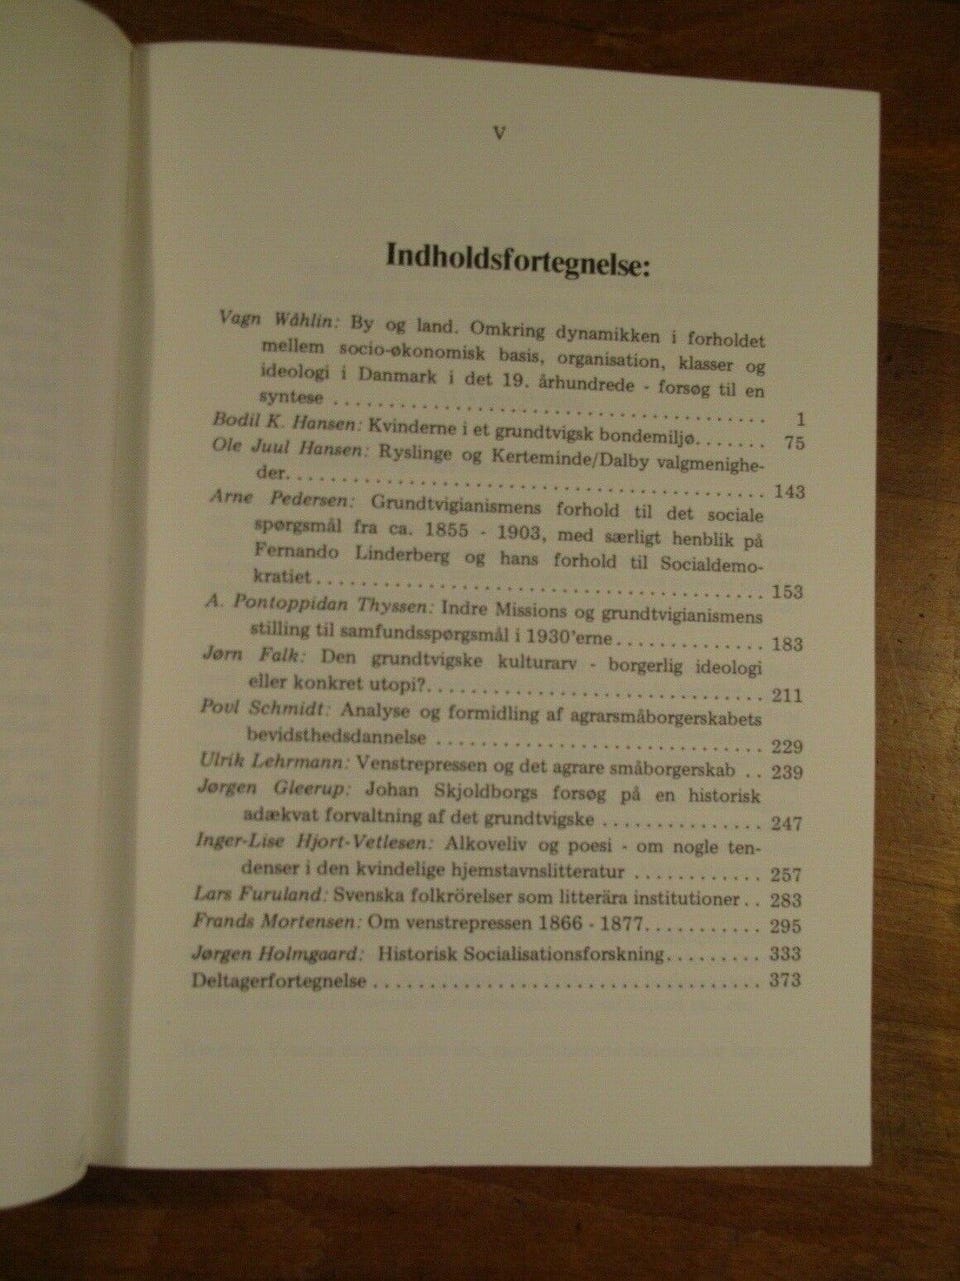 V
Indholdsfortegnelse:
Vagn Wåhlin: By og land. Omkring dynamikken i forholdet
mellem socio-økonomisk basis, organisation, klasser og
ideologi i Danmark i det 19. århundrede - forsøg til en
syntese . . . . . . . . . . . . . . . . . . . . . . . . . . . . . . . . . . . . . . 1
Bodil K. Hansen: Kvinderne i et grundtvigsk bondemiljø. . . . . . . 75
Ole Juul Hansen: Ryslinge og Kerteminde/Dalby valgmenighe-
der. . . . . . . . . . . . . . . . . . . . . . . . . . . . . . . . . . . . . . . . . . 143
Arne Pedersen: Grundtvigianismens forhold til det sociale
spørgsmål fra ca. 1855 - 1903, med særligt henblik på
Fernando Linderberg og hans forhold til Socialdemo-
kratiet . . . . . . . . . . . . . . . . . . . . . . . . . . . . . . . . . . . . . . . 153
A. Pontoppidan Thyssen: Indre Missions og grundtvigianismens
stilling til samfundsspørgsmål i 1930'erne . . . . . . . . . . . . . 183
Jørn Falk: Den grundtvigske kulturarv - borgerlig ideologi
eller konkret utopi?. . . . . . . . . . . . . . . . . . . . . . . . . . . . . . 211
Povl Schmidt: Analyse og formidling af agrarsmåborgerskabets
bevidsthedsdannelse . . . . . . . . . . . . . . . . . . . . . . . . . . . . . 229
Ulrik Lehrmann: Venstrepressen og det agrare småborgerskab . . 239
Jørgen Gleerup: Johan Skjoldborgs forsøg på en historisk
adækvat forvaltning af det grundtvigske . . . . . . . . . . . . . . 247
Inger-Lise Hjort-Vetlesen: Alkoveliv og poesi - om nogle ten-
denser i den kvindelige hjemstavnslitteratur . . . . . . . . . . . 257
Lars Furuland: Svenska folkrörelser som litterära institutioner . . 283
Frands Mortensen: Om venstrepressen 1866 - 1877. . . . . . . . . . . 295
Jørgen Holmgaard: Historisk Socialisationsforskning. . . . . . . . . 333
Deltagerfortegnelse . . . . . . . . . . . . . . . . . . . . . . . . . . . . . . . . . . 373